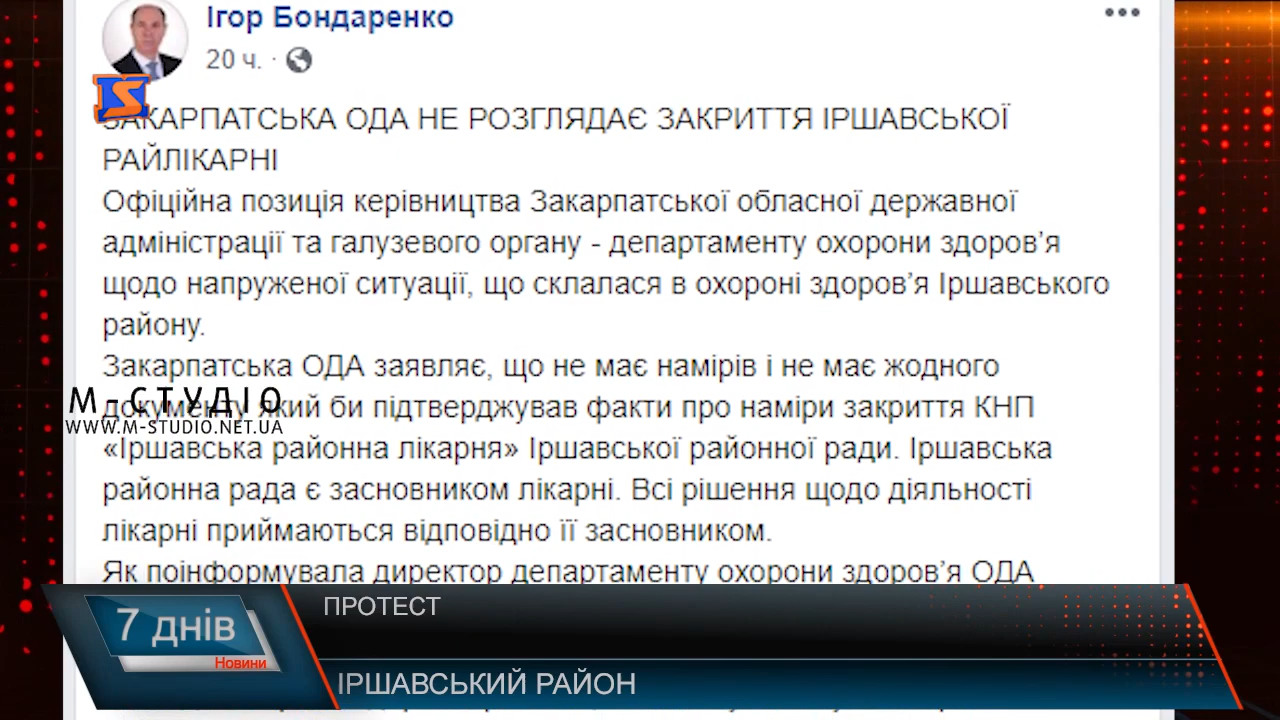 Ігор Бондаренко
20 ч. ·
ЗАКАРПАТСЬКА ОДА НЕ РОЗГЛЯДАЄ ЗАКРИТТЯ ІРШАВСЬКОЇ
РАЙЛІКАРНІ
Офіційна позиція керівництва Закарпатської обласної державної
адміністрації та галузевого органу - департаменту охорони здоров’я
щодо напруженої ситуації, що склалася в охороні здоров’я Іршавського
району.
Закарпатська ОДА заявляє, що не має намірів і не має жодного
М-СТУДІО
документу який би підтверджував факти про наміри закриття КНП
WWW.M-STUDIO.NET.UA
«Іршавська районна лікарня» Іршавської районної ради. Іршавська
районна рада є засновником лікарні. Всі рішення щодо діяльності
лікарні приймаються відповідно її засновником.
Як поінформувала директор департаменту охорони здоров’я ОДА
ПРОТЕСТ
7 днів
Новини
ІРШАВСЬКИЙ РАЙОН